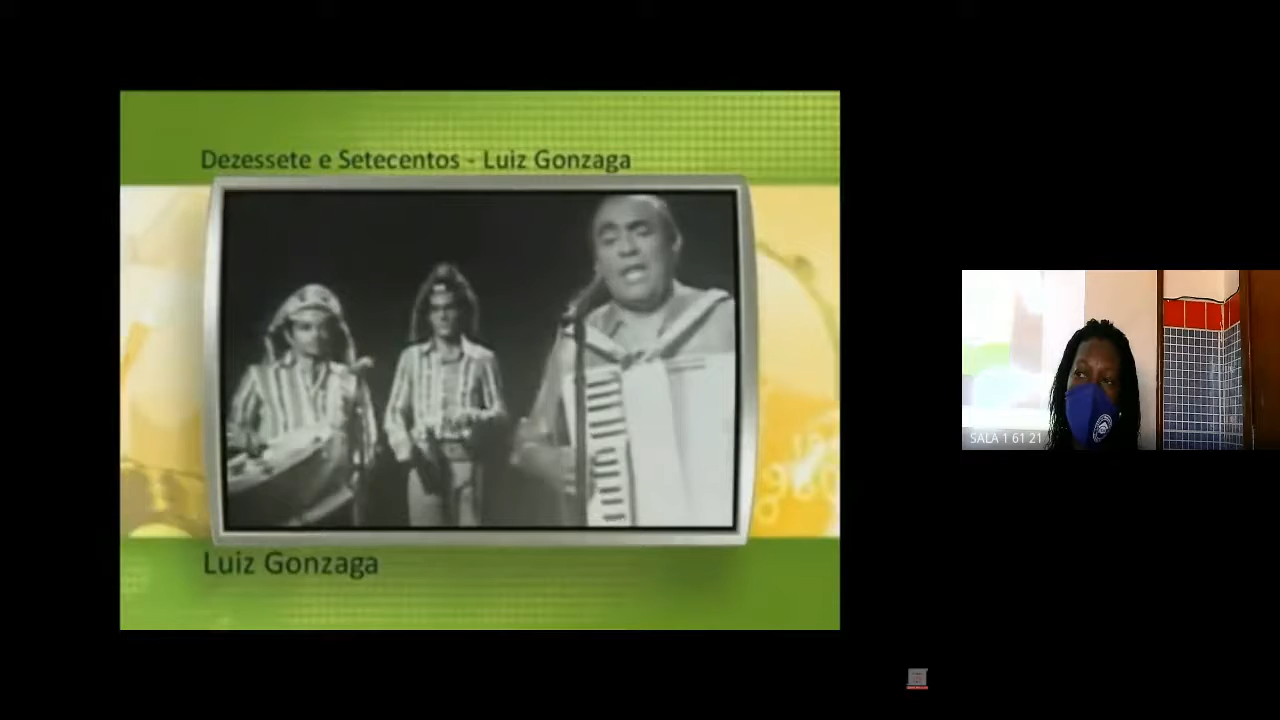 Dezessete e Setecentos - Luiz Gonzaga
Luiz Gonzaga
SALA 1 61 21